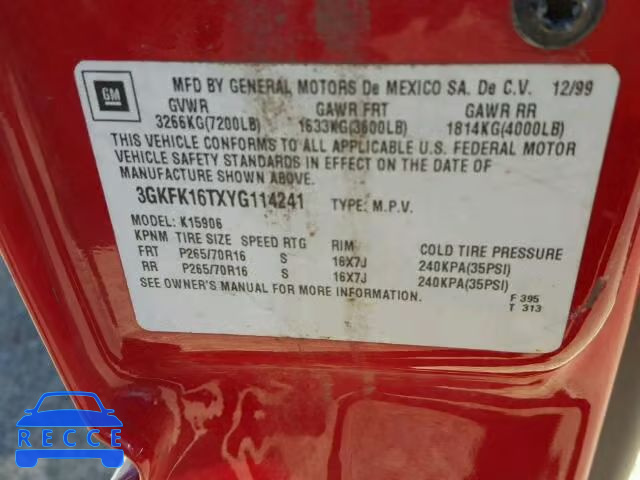 GM
MFD BY GENERAL MOTORS De MEXICO SA. De C.V. 12/99
GVWR GAWR FRT GAWR RR
3266KG(7200LB) 1633KG(3600LB) 1814KG(4000LB)
THIS VEHICLE CONFORMS TO ALL APPLICABLE U.S. FEDERAL MOTOR
VEHICLE SAFETY STANDARDS IN EFFECT ON THE DATE OF
MANUFACTURE SHOWN ABOVE.
3GKFK16TXYG114241 TYPE: M.P.V.
MODEL: K15906
KPNM TIRE SIZE SPEED RTG RIM COLD TIRE PRESSURE
FRT P265/70R16 S 16X7J 240KPA(35PSI)
RR P265/70R16 S 16X7J 240KPA(35PSI)
SEE OWNER'S MANUAL FOR MORE INFORMATION.
F 395
T 313
RECCE